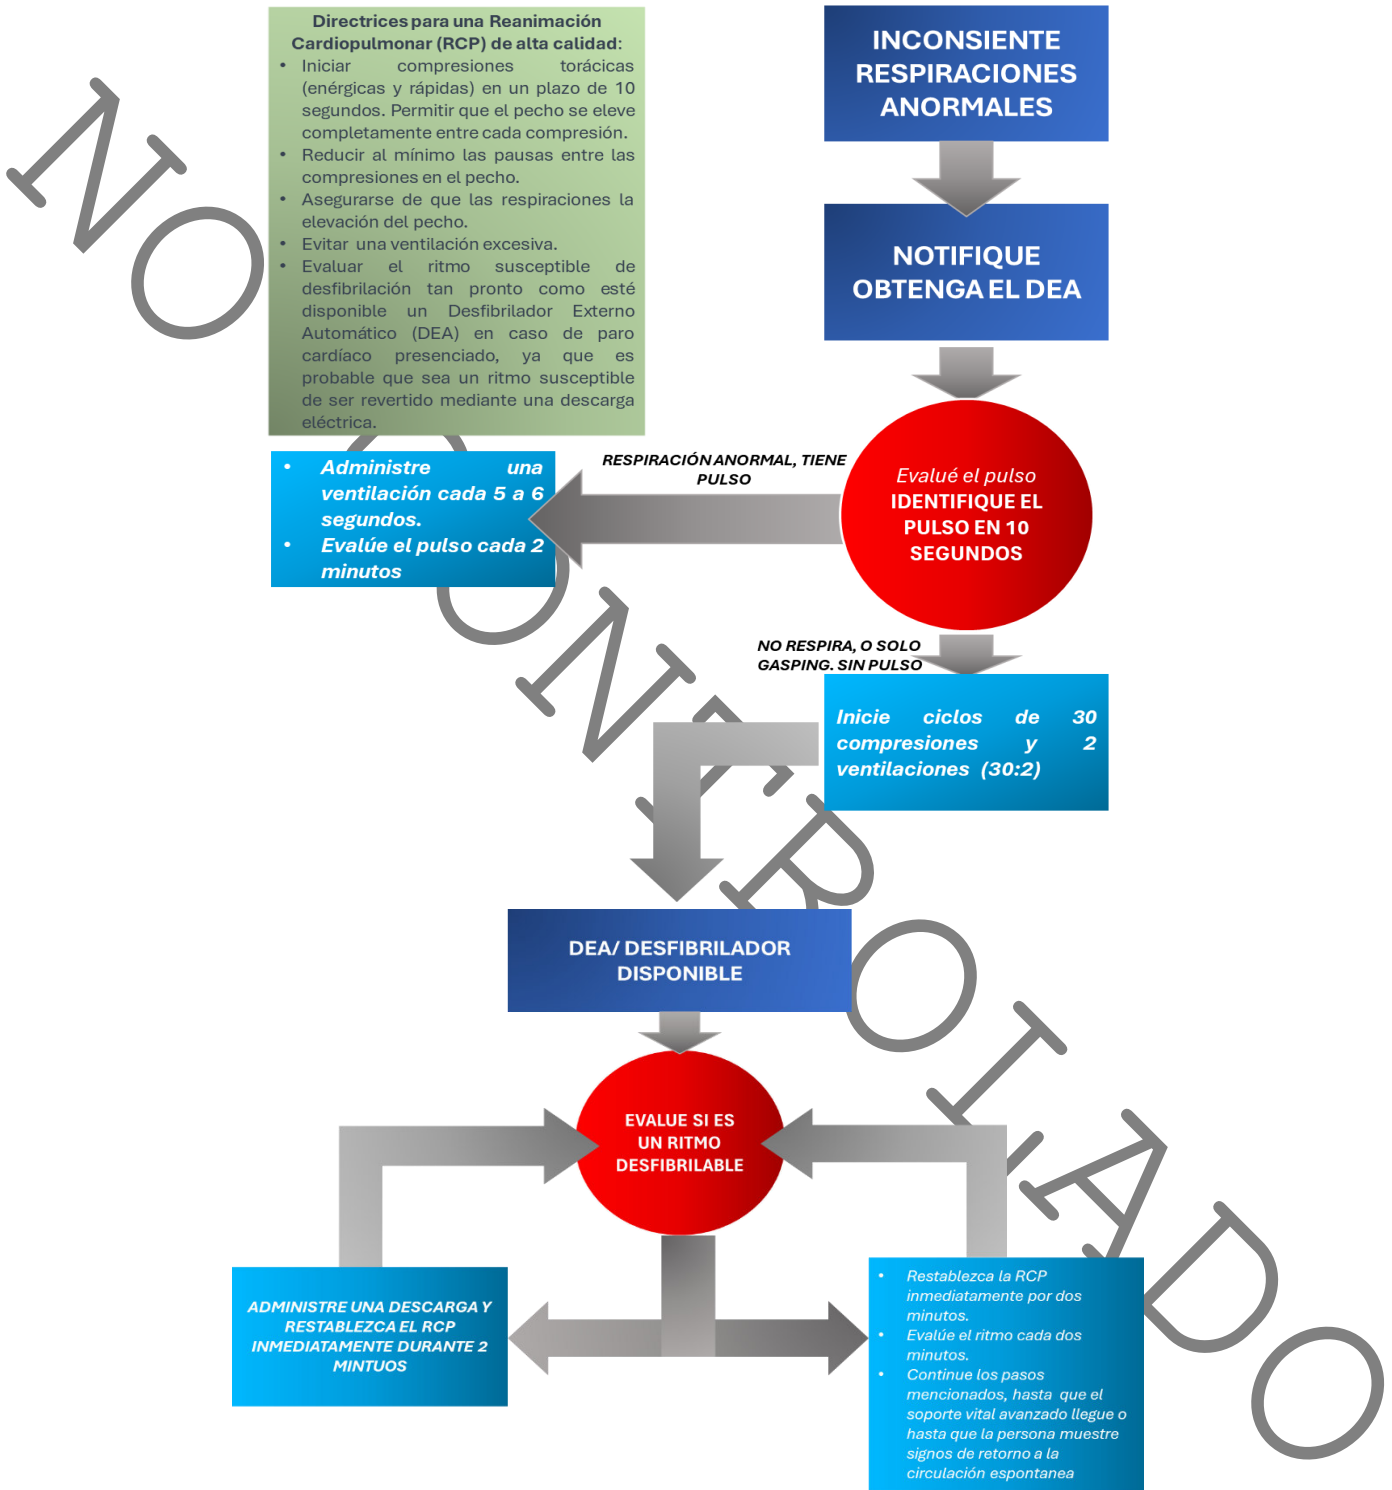 Directrices para una Reanimación
Cardiopulmonar (RCP) de alta calidad:
• Iniciar compresiones torácicas
(enérgicas y rápidas) en un plazo de 10
segundos. Permitir que el pecho se eleve
completamente entre cada compresión.
• Reducir al mínimo las pausas entre las
compresiones en el pecho.
• Asegurarse de que las respiraciones la
elevación del pecho.
• Evitar una ventilación excesiva.
• Evaluar el ritmo susceptible de
desfibrilación tan pronto como esté
disponible un Desfibrilador Externo
Automático (DEA) en caso de paro
cardíaco presenciado, ya que es
probable que sea un ritmo susceptible
de ser revertido mediante una descarga
eléctrica.
INCONSIENTE
RESPIRACIONES
ANORMALES
NOTIFIQUE
OBTENGA EL DEA
Evalué el pulso
IDENTIFIQUE EL
PULSO EN 10
SEGUNDOS
RESPIRACIÓN ANORMAL, TIENE
PULSO
• Administre una
ventilación cada 5 a 6
segundos.
• Evalúe el pulso cada 2
minutos
NO RESPIRA, O SOLO
GASPING. SIN PULSO
Inicie ciclos de 30
compresiones y 2
ventilaciones (30:2)
DEA/ DESFIBRILADOR
DISPONIBLE
EVALUE SI ES
UN RITMO
DESFIBRILABLE
ADMINISTRE UNA DESCARGA Y
RESTABLEZCA EL RCP
INMEDIATAMENTE DURANTE 2
MINTUOS
• Restablezca la RCP
inmediatamente por dos
minutos.
• Evalúe el ritmo cada dos
minutos.
• Continue los pasos
mencionados, hasta que el
soporte vital avanzado llegue o
hasta que la persona muestre
signos de retorno a la
circulación espontanea
NO CONTROLADO